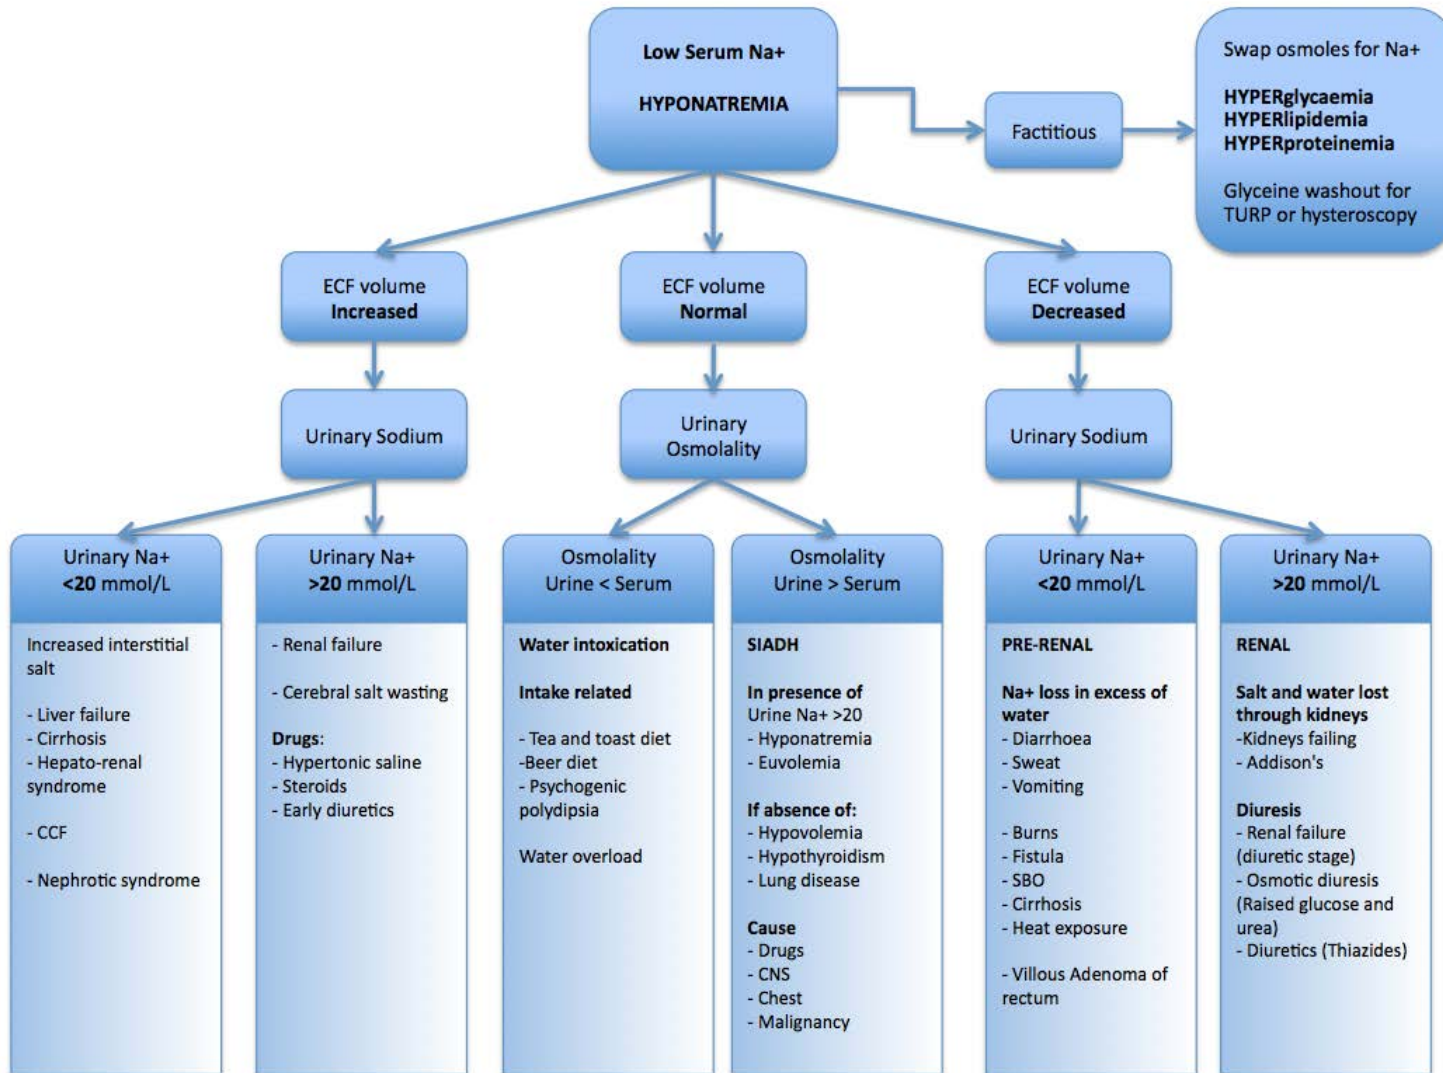 Low Serum Na+
HYPONATREMIA
Factitious
Swap osmoles for Na+
HYPERglycaemia
HYPERlipidemia
HYPERproteinemia
Glyceine washout for
TURP or hysteroscopy
ECF volume
Increased
ECF volume
Normal
ECF volume
Decreased
Urinary Sodium
Urinary
Osmolality
Urinary Sodium
Urinary Na+
<20 mmol/L
Increased interstitial
salt
- Liver failure
- Cirrhosis
- Hepato-renal
syndrome
- CCF
- Nephrotic syndrome
Urinary Na+
>20 mmol/L
- Renal failure
- Cerebral salt wasting
Drugs:
- Hypertonic saline
- Steroids
- Early diuretics
Osmolality
Urine < Serum
Water intoxication
Intake related
- Tea and toast diet
-Beer diet
- Psychogenic
polydipsia
Water overload
Osmolality
Urine > Serum
SIADH
In presence of
Urine Na+ >20
- Hyponatremia
- Euvolemia
If absence of:
- Hypovolemia
- Hypothyroidism
- Lung disease
Cause
- Drugs
- CNS
- Chest
- Malignancy
Urinary Na+
<20 mmol/L
PRE-RENAL
Na+ loss in excess of
water
- Diarrhoea
- Sweat
- Vomiting
- Burns
- Fistula
- SBO
- Cirrhosis
- Heat exposure
- Villous Adenoma of
rectum
Urinary Na+
>20 mmol/L
RENAL
Salt and water lost
through kidneys
-Kidneys failing
- Addison's
Diuresis
- Renal failure
(diuretic stage)
- Osmotic diuresis
(Raised glucose and
urea)
- Diuretics (Thiazides)